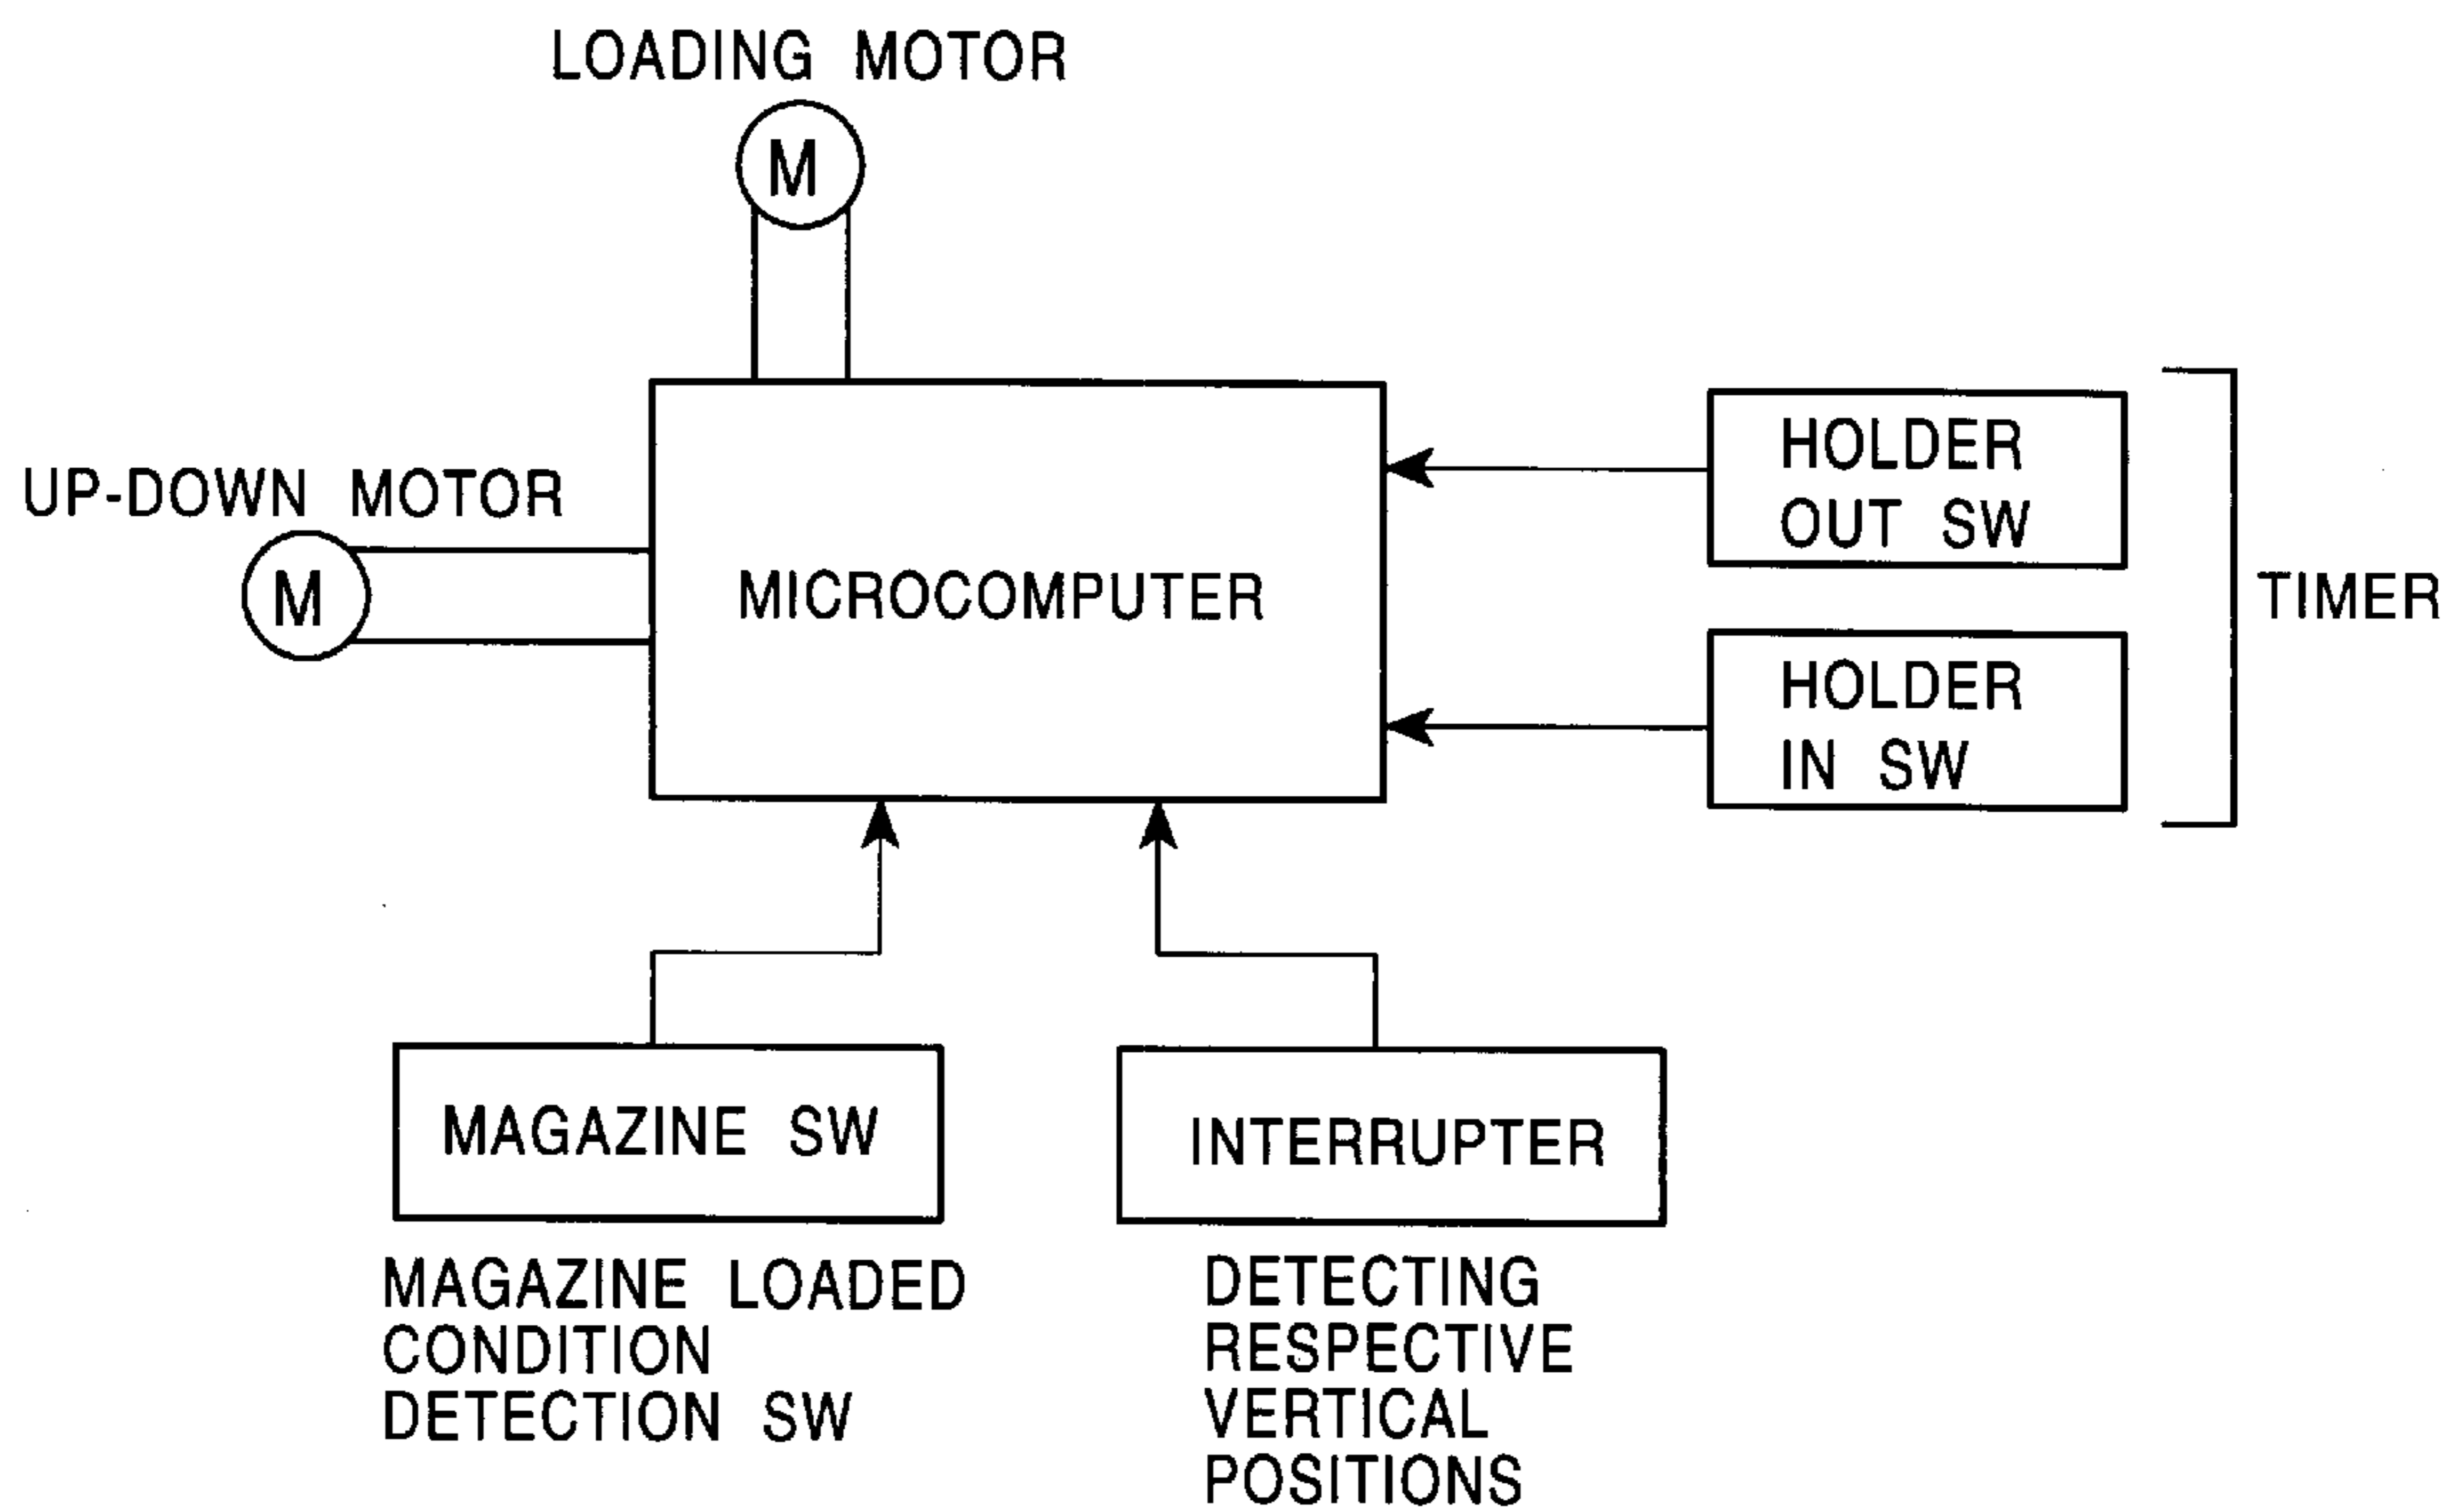 LOADING MOTOR
M
UP-DOWN MOTOR
M
MICROCOMPUTER
HOLDER
OUT SW
HOLDER
IN SW
TIMER
MAGAZINE SW
MAGAZINE LOADED
CONDITION
DETECTION SW
INTERRUPTER
DETECTING
RESPECTIVE
VERTICAL
POSITIONS